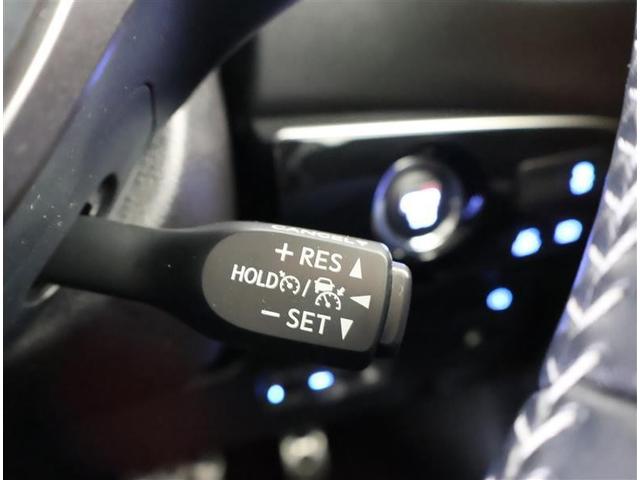 CANCEL
+ RES ▲
HOLD / ◀
− SET ▼